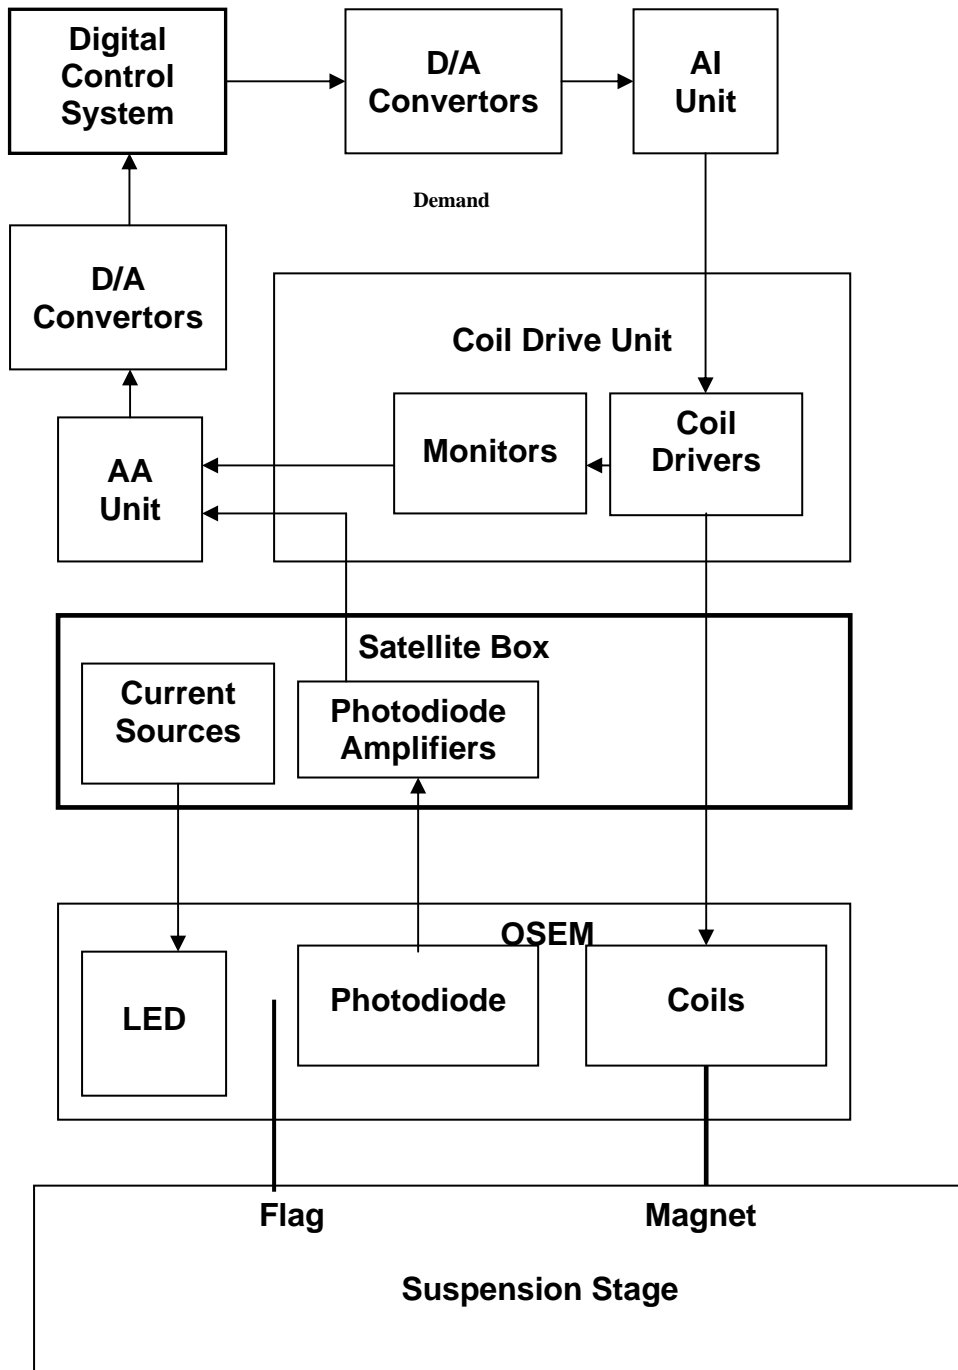 Digital
Control
System
D/A
Convertors
AI
Unit
Demand
D/A
Convertors
Coil Drive Unit
AA
Unit
Monitors
Coil
Drivers
Satellite Box
Current
Sources
Photodiode
Amplifiers
OSEM
LED
Photodiode
Coils
Flag
Magnet
Suspension Stage